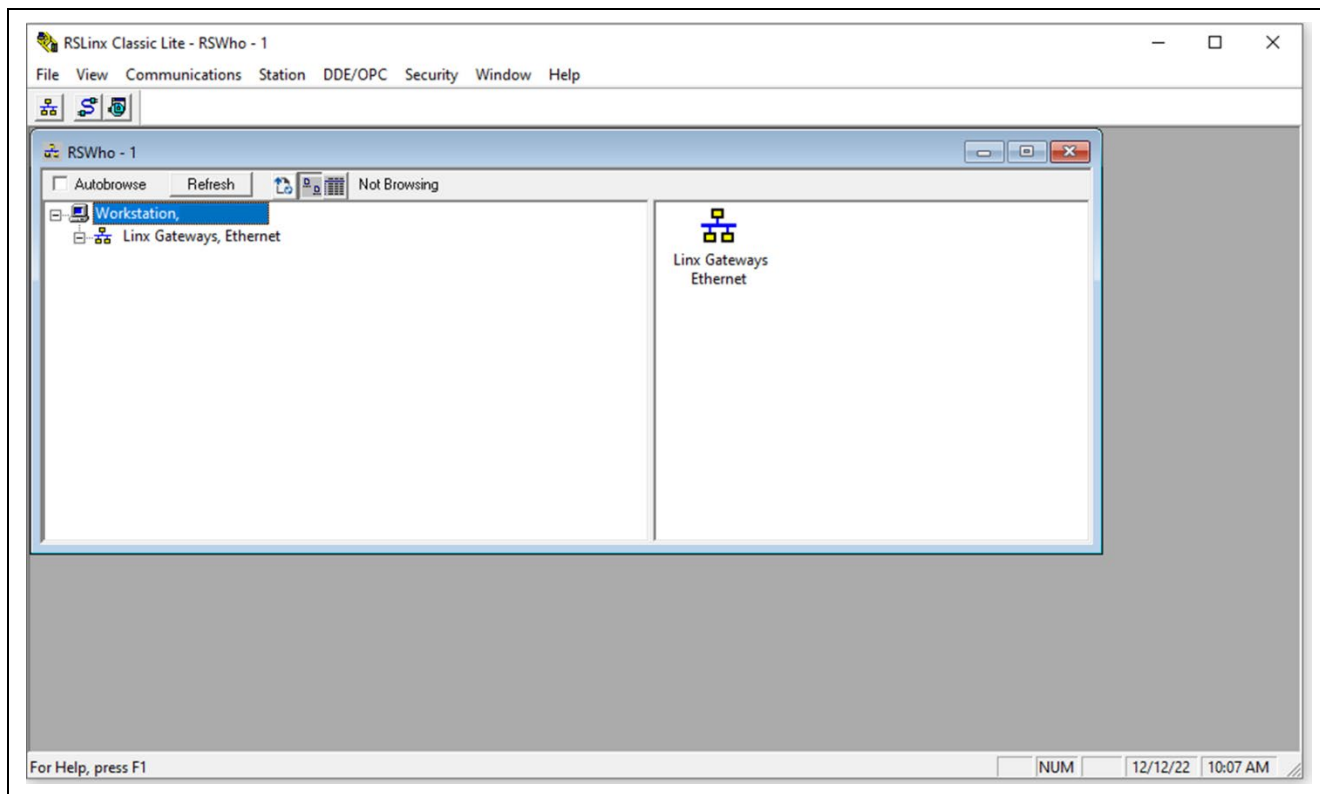 RSLinx Classic Lite - RSWho - 1
File View Communications Station DDE/OPC Security Window Help
RSWho - 1
Autobrowse Refresh Not Browsing
Workstation,
Linx Gateways, Ethernet
Linx Gateways
Ethernet
For Help, press F1 NUM 12/12/22 10:07 AM